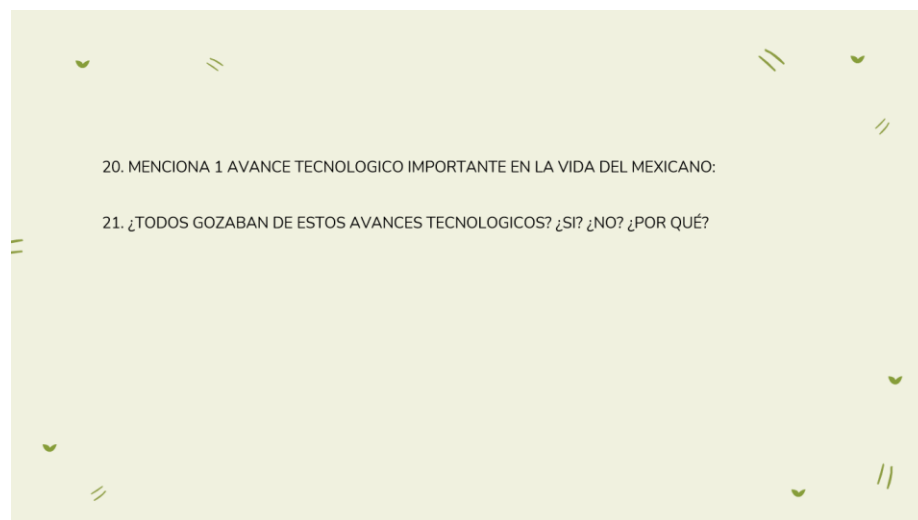 20. MENCIONA 1 AVANCE TECNOLOGICO IMPORTANTE EN LA VIDA DEL MEXICANO:
21. ¿TODOS GOZABAN DE ESTOS AVANCES TECNOLOGICOS? ¿SI? ¿NO? ¿POR QUÉ?